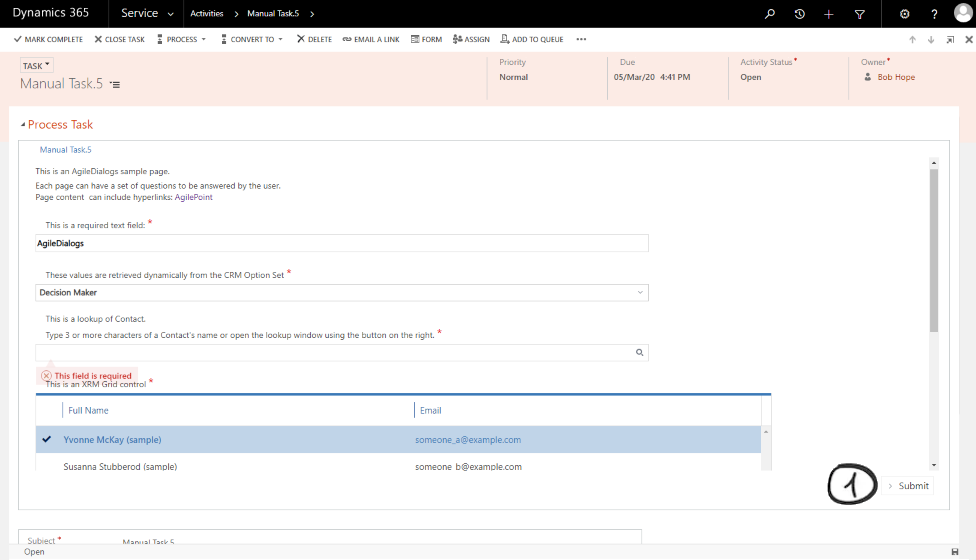 Dynamics 365 Service Activities Manual Task.5
MARK COMPLETE CLOSE TASK PROCESS CONVERT TO DELETE EMAIL A LINK FORM ASSIGN ADD TO QUEUE
TASK
Manual Task.5
Priority
Normal
Due
05/Mar/20 4:41 PM
Activity Status*
Open
Owner*
Bob Hope
Process Task
Manual Task.5
This is an AgileDialogs sample page.
Each page can have a set of questions to be answered by the user.
Page content can include hyperlinks: AgilePoint
This is a required text field: *
AgileDialogs
These values are retrieved dynamically from the CRM Option Set *
Decision Maker
This is a lookup of Contact.
Type 3 or more characters of a Contact's name or open the lookup window using the button on the right. *
This field is required
This is an XRM Grid control *
Full Name Email
Yvonne McKay (sample) someone_a@example.com
Susanna Stubberod (sample) someone_b@example.com
1 Submit
Subject * Manual Task.5
Open